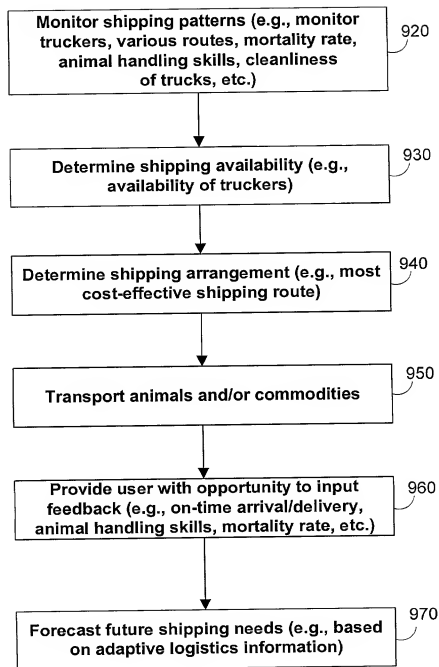 Monitor shipping patterns (e.g., monitor
truckers, various routes, mortality rate,
animal handling skills, cleanliness
of trucks, etc.)
920
Determine shipping availability (e.g.,
availability of truckers)
930
Determine shipping arrangement (e.g., most
cost-effective shipping route)
940
Transport animals and/or commodities
950
Provide user with opportunity to input
feedback (e.g., on-time arrival/delivery,
animal handling skills, mortality rate, etc.)
960
Forecast future shipping needs (e.g., based
on adaptive logistics information)
970